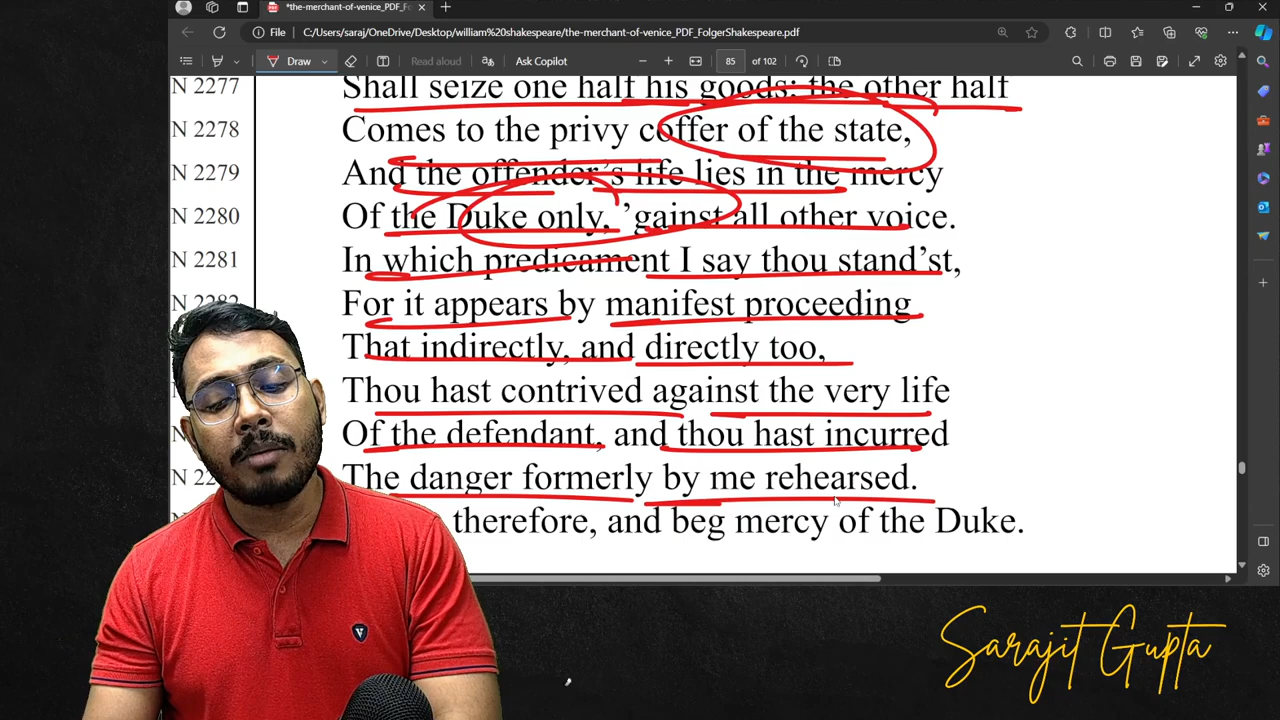 *the-merchant-of-venice_PDF_F
File
C:/Users/saraj/OneDrive/Desktop/william%20shakespeare/the-merchant-of-venice_PDF_FolgerShakespeare.pdf
Draw
Read aloud
Ask Copilot
85 of 102
N 2277 Shall seize one half his goods: the other half
N 2278 Comes to the privy coffer of the state,
N 2279 And the offender’s life lies in the mercy
N 2280 Of the Duke only, ’gainst all other voice.
N 2281 In which predicament I say thou stand’st,
N 2282 For it appears by manifest proceeding
That indirectly, and directly too,
Thou hast contrived against the very life
N Of the defendant, and thou hast incurred
N 22 The danger formerly by me rehearsed.
therefore, and beg mercy of the Duke.
Sarajit Gupta